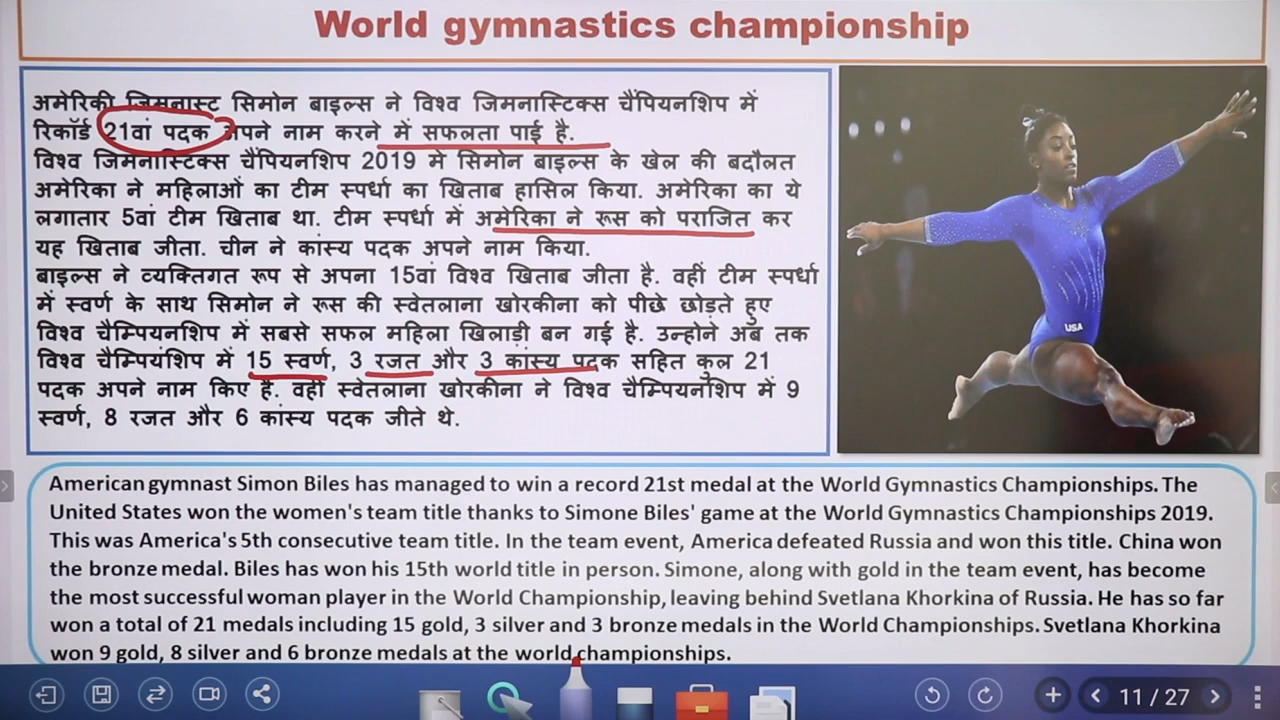 World gymnastics championship
अमेरिकी जिमनास्ट सिमोन बाइल्स ने विश्व जिमनास्टिक्स चैंपियनशिप में
रिकॉर्ड 21वां पदक अपने नाम करने में सफलता पाई है.
विश्व जिमनास्टिक्स चैंपियनशिप 2019 में सिमोन बाइल्स के खेल की बदौलत
अमेरिका ने महिलाओं का टीम स्पर्धा का खिताब हासिल किया. अमेरिका का ये
लगातार 5वां टीम खिताब था. टीम स्पर्धा में अमेरिका ने रूस को पराजित कर
यह खिताब जीता. चीन ने कांस्य पदक अपने नाम किया.
बाइल्स ने व्यक्तिगत रूप से अपना 15वां विश्व खिताब जीता है. वहीं टीम स्पर्धा
में स्वर्ण के साथ सिमोन ने रूस की स्वेतलाना खोरकीना को पीछे छोड़ते हुए
विश्व चैम्पियनशिप में सबसे सफल महिला खिलाड़ी बन गई है. उन्होने अब तक
विश्व चैम्पियंशिप में 15 स्वर्ण, 3 रजत और 3 कांस्य पदक सहित कुल 21
पदक अपने नाम किए हैं. वहीं स्वेतलाना खोरकीना ने विश्व चैम्पियनशिप में 9
स्वर्ण, 8 रजत और 6 कांस्य पदक जीते थे.
USA
American gymnast Simon Biles has managed to win a record 21st medal at the World Gymnastics Championships. The
United States won the women's team title thanks to Simone Biles' game at the World Gymnastics Championships 2019.
This was America's 5th consecutive team title. In the team event, America defeated Russia and won this title. China won
the bronze medal. Biles has won his 15th world title in person. Simone, along with gold in the team event, has become
the most successful woman player in the World Championship, leaving behind Svetlana Khorkina of Russia. He has so far
won a total of 21 medals including 15 gold, 3 silver and 3 bronze medals in the World Championships. Svetlana Khorkina
won 9 gold, 8 silver and 6 bronze medals at the world championships.
11 / 27